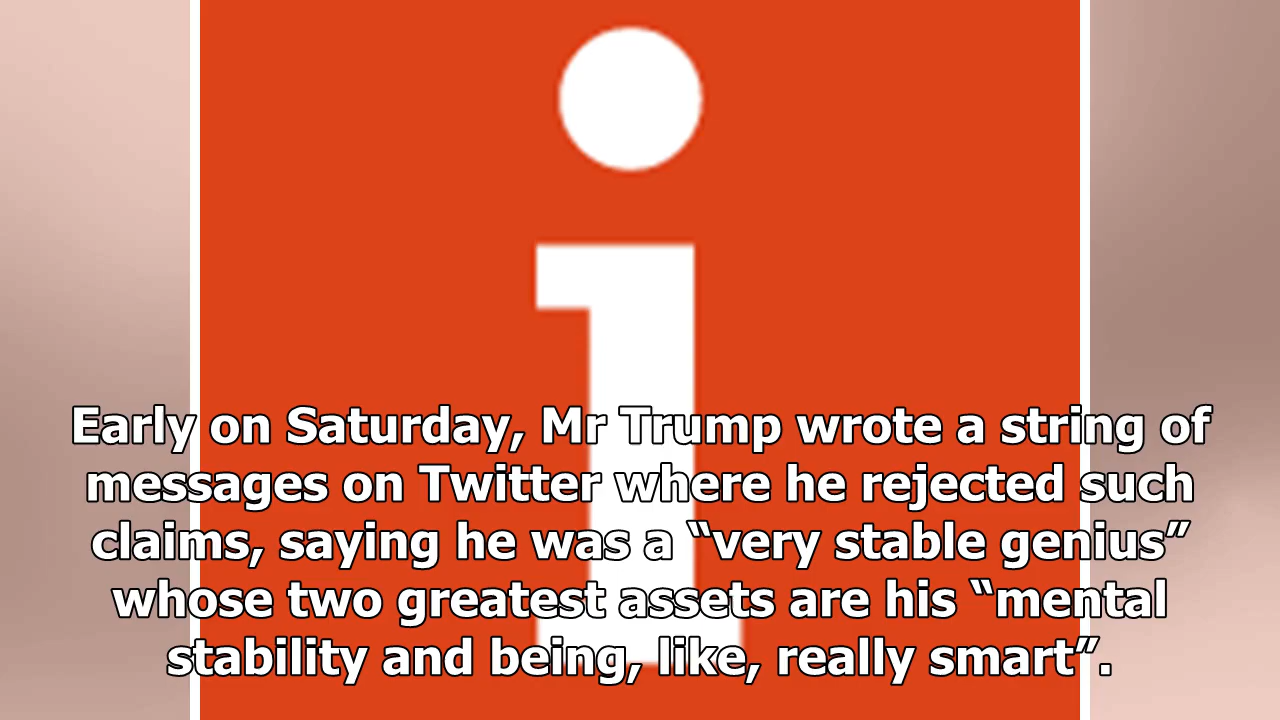 i
Early on Saturday, Mr Trump wrote a string of
messages on Twitter where he rejected such
claims, saying he was a “very stable genius”
whose two greatest assets are his “mental
stability and being, like, really smart”.